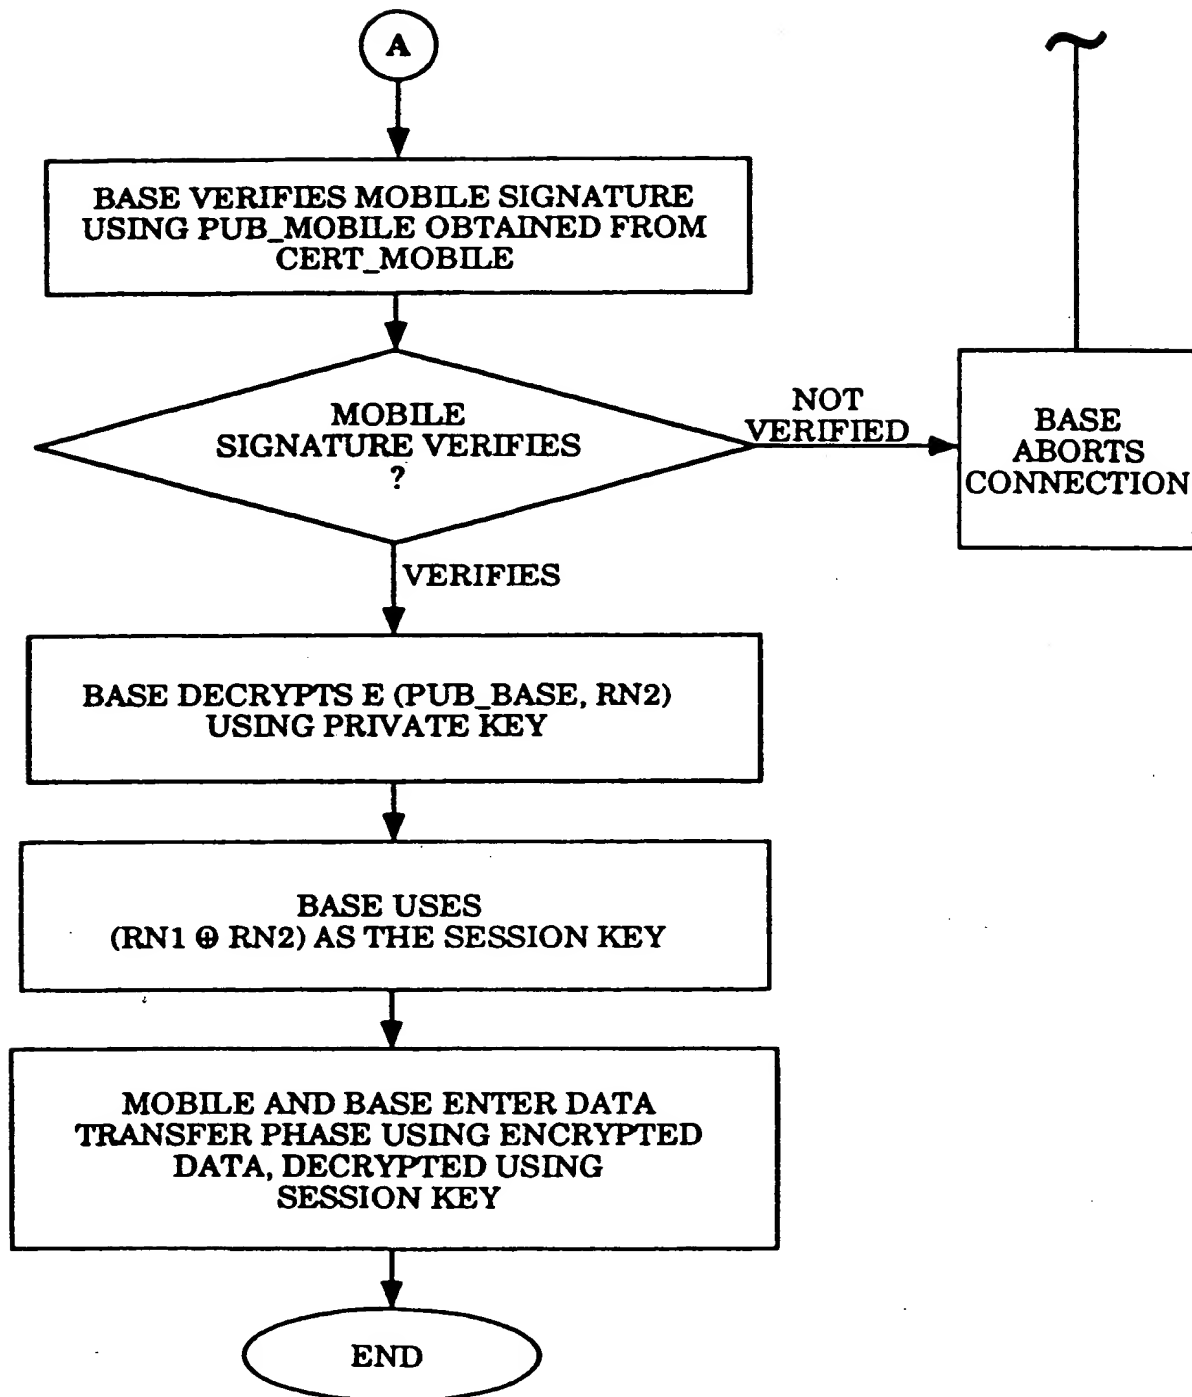 A
BASE VERIFIES MOBILE SIGNATURE
USING PUB_MOBILE OBTAINED FROM
CERT_MOBILE
MOBILE
SIGNATURE VERIFIES
?
NOT
VERIFIED
BASE
ABORTS
CONNECTION
VERIFIES
BASE DECRYPTS E (PUB_BASE, RN2)
USING PRIVATE KEY
BASE USES
(RN1 ⊕ RN2) AS THE SESSION KEY
MOBILE AND BASE ENTER DATA
TRANSFER PHASE USING ENCRYPTED
DATA, DECRYPTED USING
SESSION KEY
END